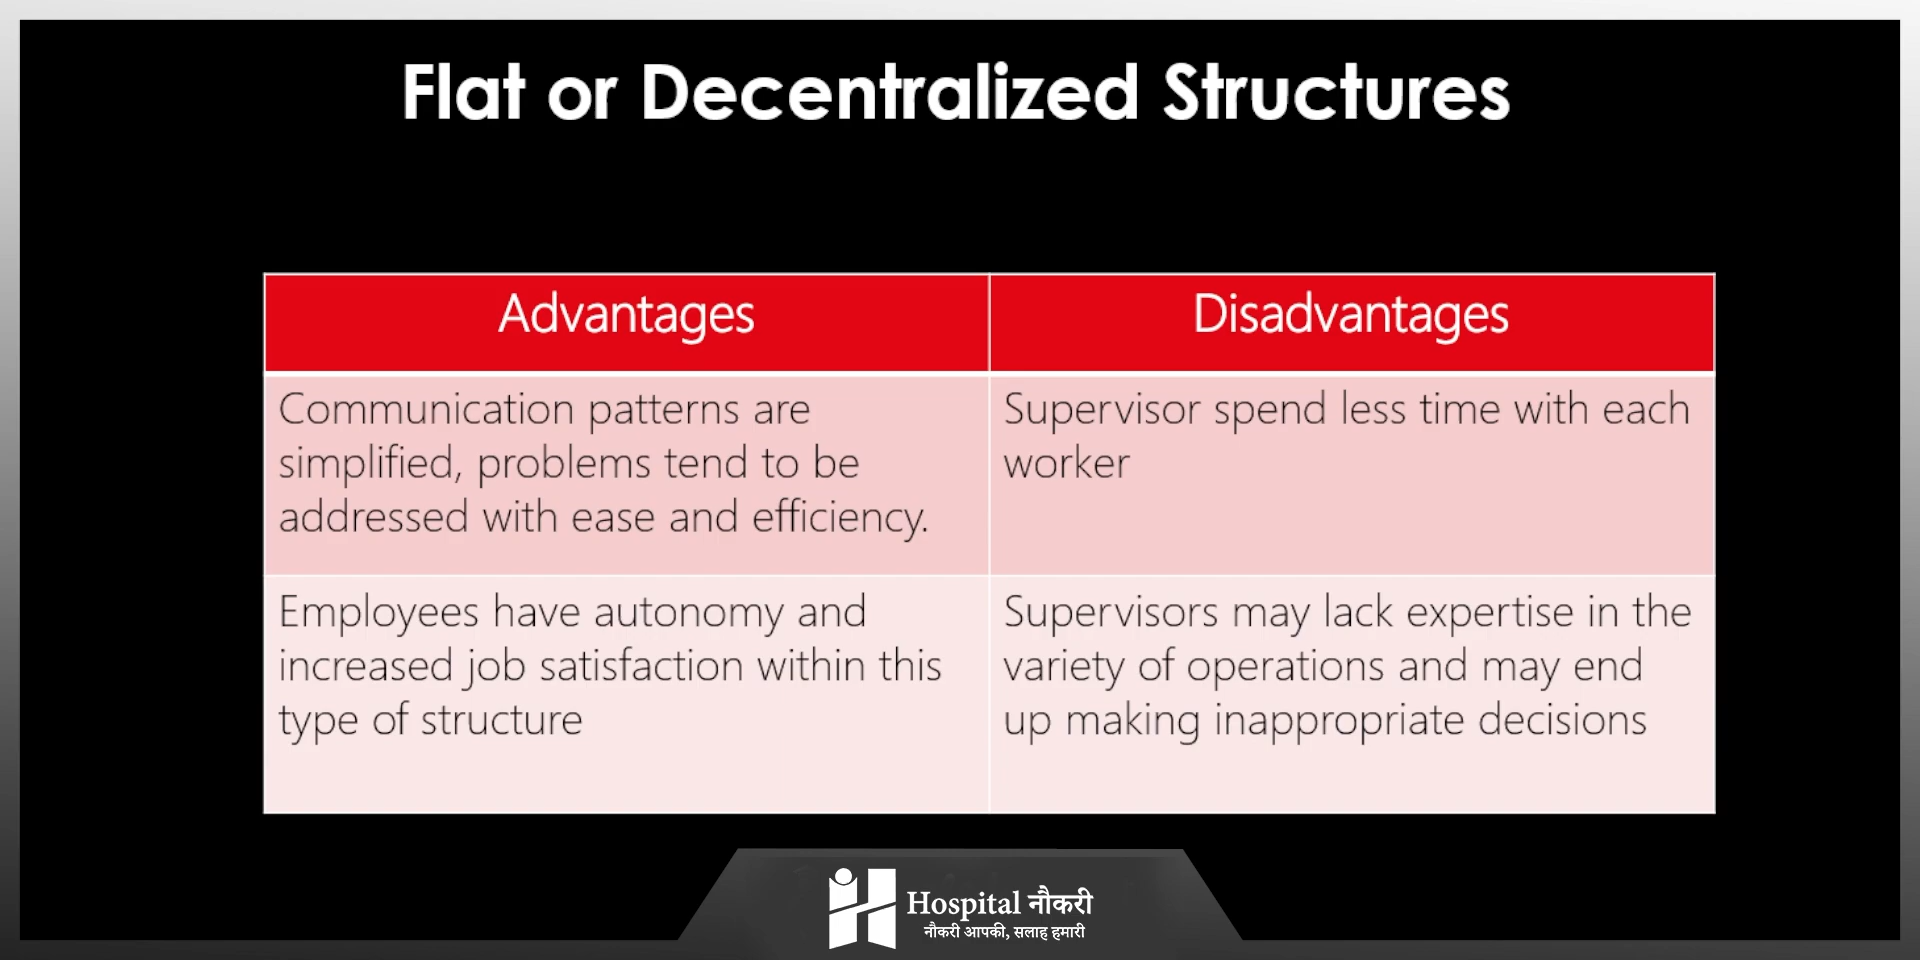 Flat or Decentralized Structures
Advantages
Disadvantages
Communication patterns are
simplified, problems tend to be
addressed with ease and efficiency.
Supervisor spend less time with each
worker
Employees have autonomy and
increased job satisfaction within this
type of structure
Supervisors may lack expertise in the
variety of operations and may end
up making inappropriate decisions
Hospital नौकरी
नौकरी आपकी, सलाह हमारी